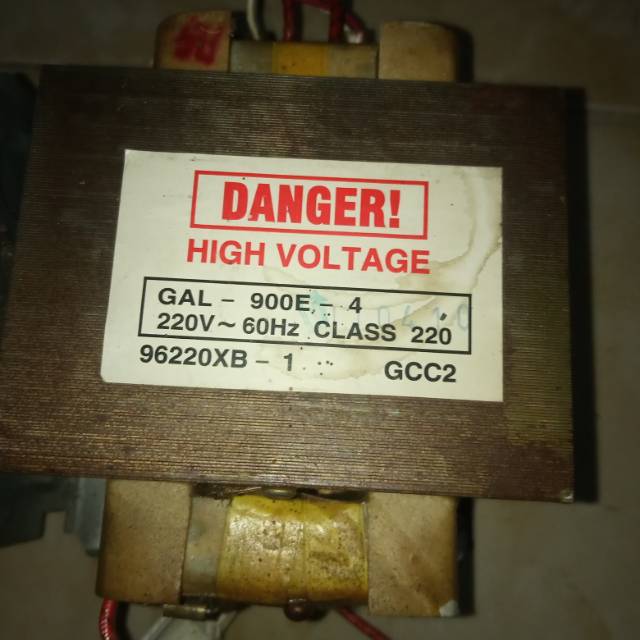 DANGER!
HIGH VOLTAGE
GAL - 900E - 4
220V ~ 60Hz CLASS 220
96220XB - 1
GCC2